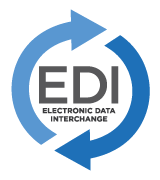 EDI
ELECTRONIC DATA
INTERCHANGE